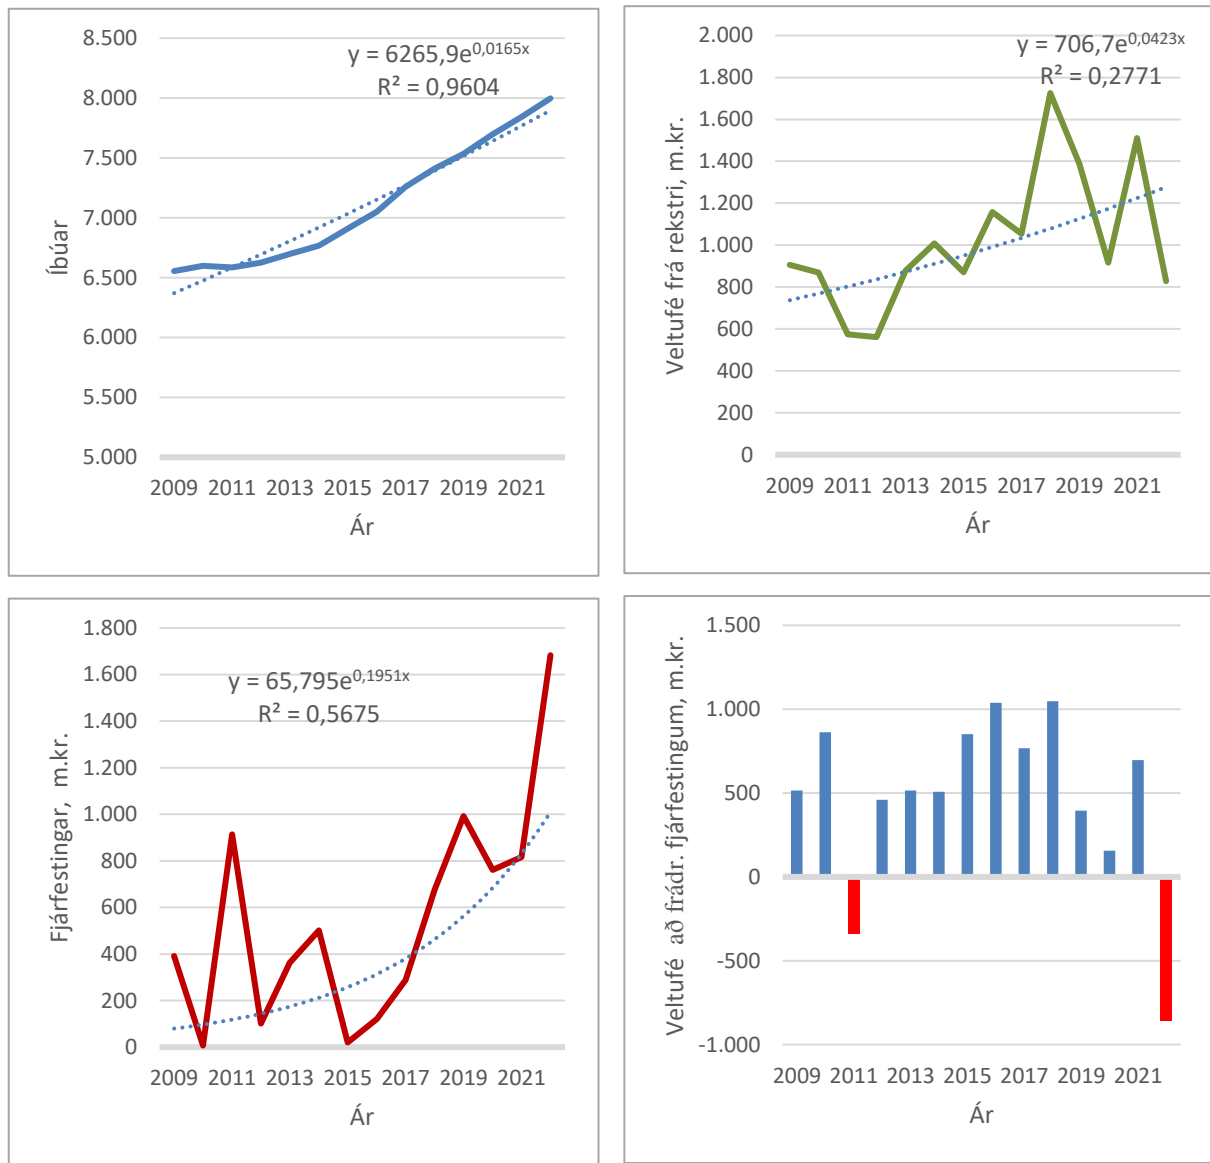 8.500
8.000
7.500
7.000
6.500
6.000
5.500
5.000
Íbúar
y = 6265,9e^0,0165x
R² = 0,9604
2009 2011 2013 2015 2017 2019 2021
Ár
2.000
1.800
1.600
1.400
1.200
1.000
800
600
400
200
0
Veltufé frá rekstri, m.kr.
y = 706,7e^0,0423x
R² = 0,2771
2009 2011 2013 2015 2017 2019 2021
Ár
1.800
1.600
1.400
1.200
1.000
800
600
400
200
0
Fjárfestingar, m.kr.
y = 65,795e^0,1951x
R² = 0,5675
2009 2011 2013 2015 2017 2019 2021
Ár
1.500
1.000
500
0
-500
-1.000
Veltufé að frádr. fjárfestingum, m.kr.
2009 2011 2013 2015 2017 2019 2021
Ár